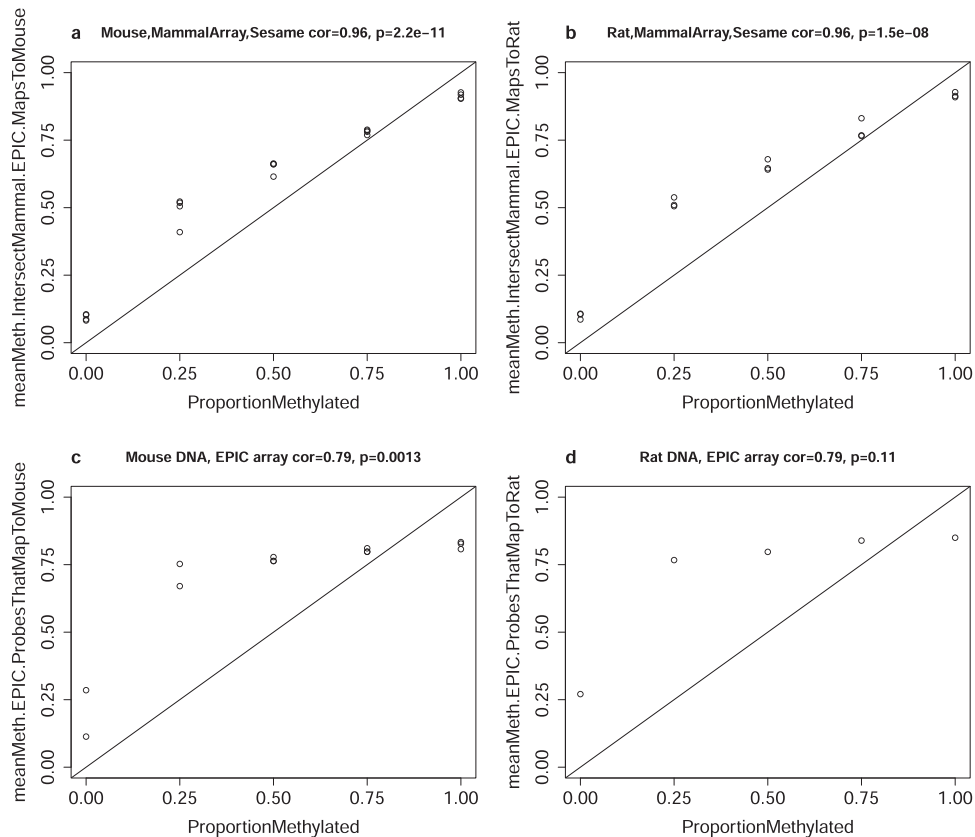 a Mouse,MammalArray,Sesame cor=0.96, p=2.2e−11
meanMeth.IntersectMammal.EPIC.MapsToMouse
1.00
0.75
0.50
0.25
0.00
0.00 0.25 0.50 0.75 1.00
ProportionMethylated
b Rat,MammalArray,Sesame cor=0.96, p=1.5e−08
meanMeth.IntersectMammal.EPIC.MapsToRat
1.00
0.75
0.50
0.25
0.00
0.00 0.25 0.50 0.75 1.00
ProportionMethylated
c Mouse DNA, EPIC array cor=0.79, p=0.0013
meanMeth.EPIC.ProbesThatMapToMouse
1.00
0.75
0.50
0.25
0.00
0.00 0.25 0.50 0.75 1.00
ProportionMethylated
d Rat DNA, EPIC array cor=0.79, p=0.11
meanMeth.EPIC.ProbesThatMapToRat
1.00
0.75
0.50
0.25
0.00
0.00 0.25 0.50 0.75 1.00
ProportionMethylated